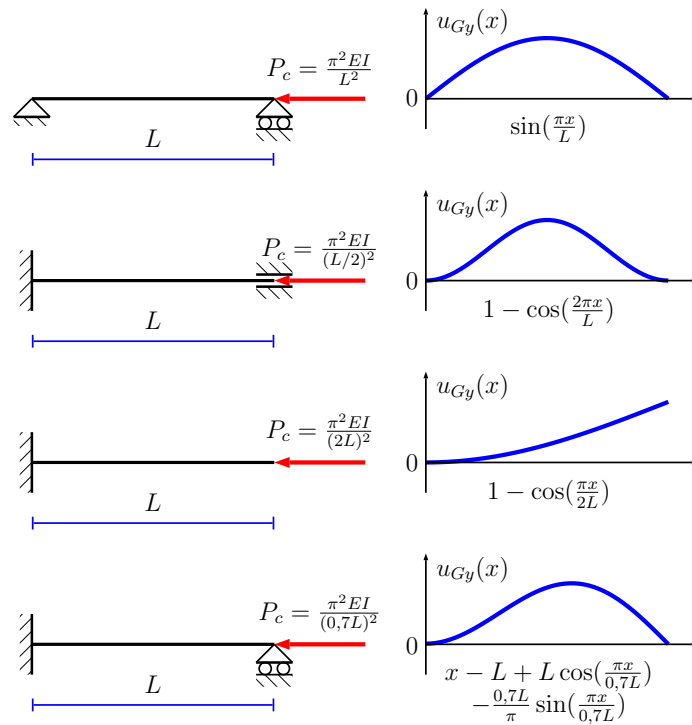 $P_c = \frac{\pi^2 EI}{L^2}$
$L$
$u_{Gy}(x)$
$0$
$\sin(\frac{\pi x}{L})$
$P_c = \frac{\pi^2 EI}{(L/2)^2}$
$L$
$u_{Gy}(x)$
$0$
$1 - \cos(\frac{2\pi x}{L})$
$P_c = \frac{\pi^2 EI}{(2L)^2}$
$L$
$u_{Gy}(x)$
$0$
$1 - \cos(\frac{\pi x}{2L})$
$P_c = \frac{\pi^2 EI}{(0{,}7L)^2}$
$L$
$u_{Gy}(x)$
$0$
$x - L + L\cos(\frac{\pi x}{0{,}7L})$
$-\frac{0{,}7L}{\pi}\sin(\frac{\pi x}{0{,}7L})$